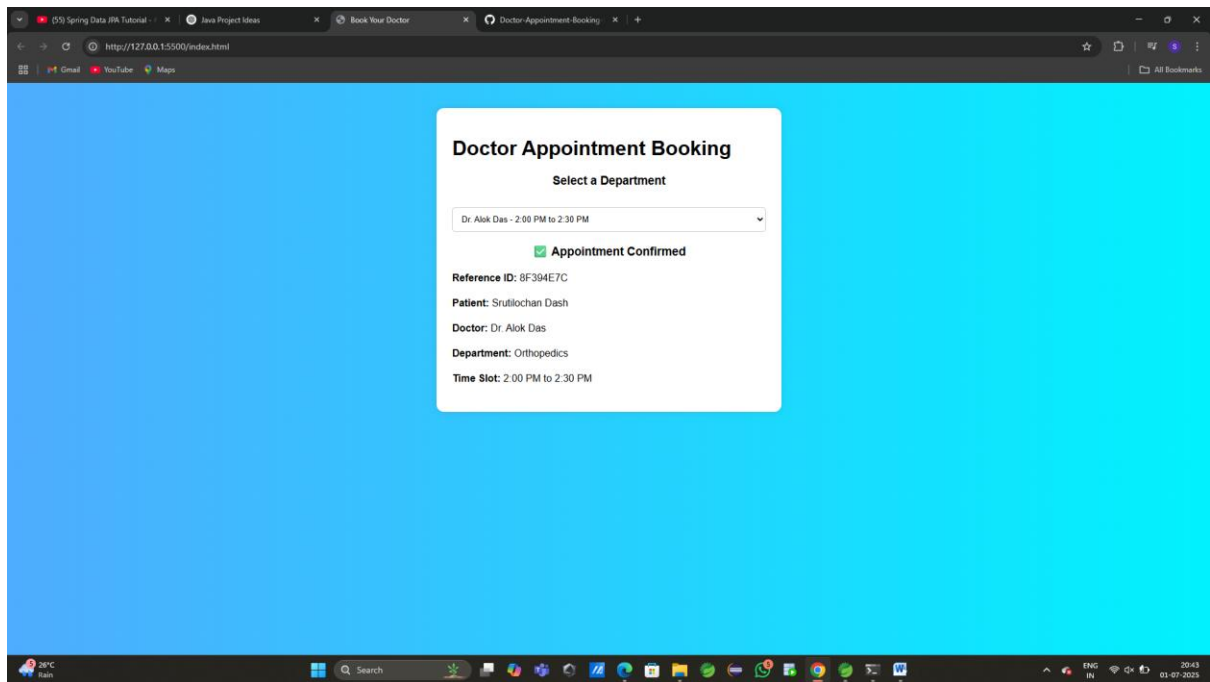 (55) Spring Data JPA Tutorial -
Java Project Ideas
Book Your Doctor
Doctor-Appointment-Booking
http://127.0.0.1:5500/index.html
Gmail
YouTube
Maps
All Bookmarks
Doctor Appointment Booking
Select a Department
Dr. Alok Das - 2:00 PM to 2:30 PM
✅ Appointment Confirmed
Reference ID: 8F394E7C
Patient: Srutilochan Dash
Doctor: Dr. Alok Das
Department: Orthopedics
Time Slot: 2:00 PM to 2:30 PM
5
26°C
Rain
Search
ENG
IN
20:43
01-07-2025